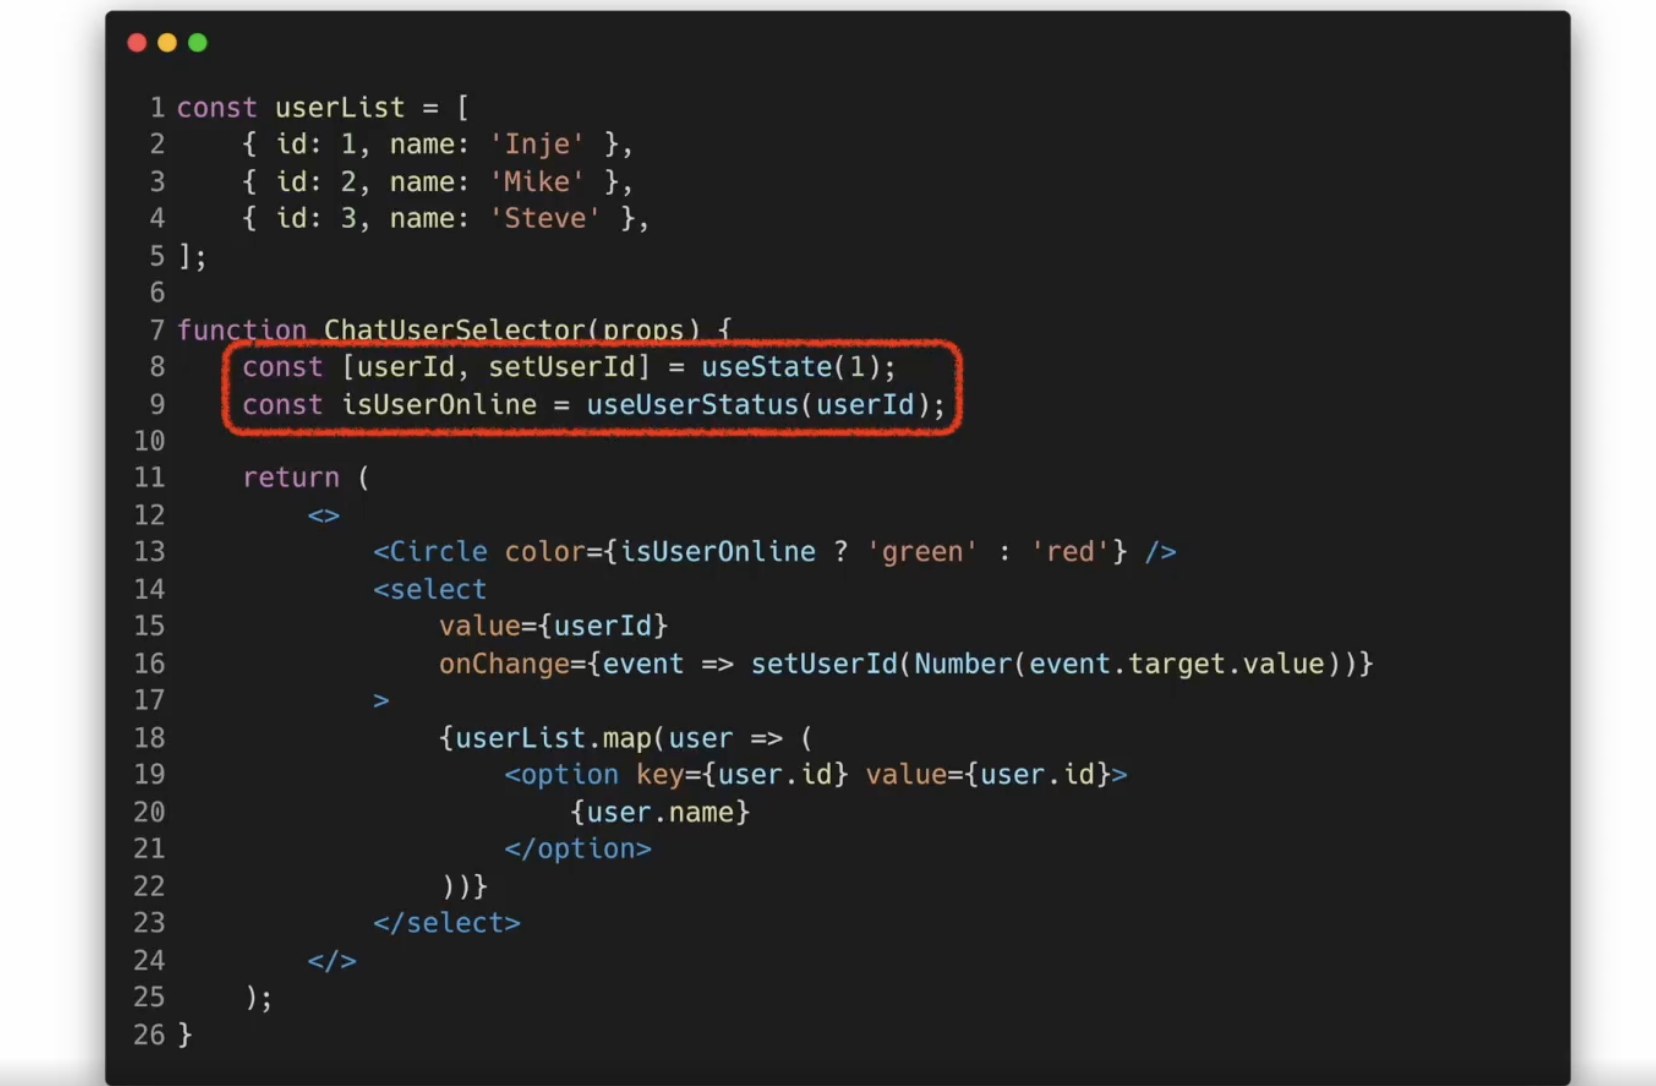 1 const userList = [
2     { id: 1, name: 'Inje' },
3     { id: 2, name: 'Mike' },
4     { id: 3, name: 'Steve' },
5 ];
6
7 function ChatUserSelector(props) {
8     const [userId, setUserId] = useState(1);
9     const isUserOnline = useUserStatus(userId);
10
11     return (
12         <>
13             <Circle color={isUserOnline ? 'green' : 'red'} />
14             <select
15                 value={userId}
16                 onChange={event => setUserId(Number(event.target.value))}
17             >
18                 {userList.map(user => (
19                     <option key={user.id} value={user.id}>
20                         {user.name}
21                     </option>
22                 ))}
23             </select>
24         </>
25     );
26 }